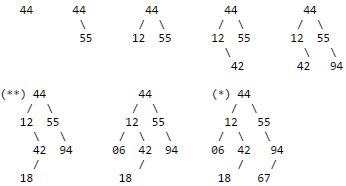 44      44          44          44          44
          \        /  \        /  \        /  \
          55      12  55      12  55      12  55
                                \           \   \
                                 42         42   94
(**) 44              44         (*) 44
    /  \            /  \           /  \
   12  55          12  55         12   55
     \   \        /  \   \       /  \    \
     42  94      06  42  94     06  42   94
     /               /              /    /
   18              18             18   67